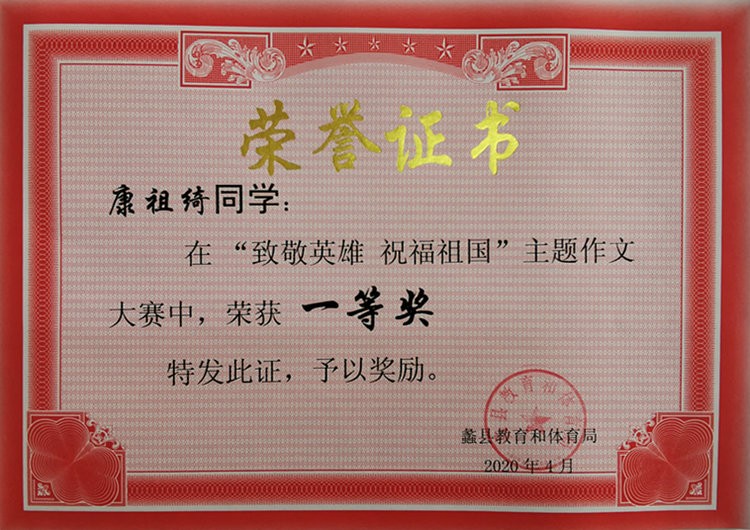 荣誉证书
康祖绮同学：
在“致敬英雄 祝福祖国”主题作文
大赛中，荣获 一等奖
特发此证，予以奖励。
蠡县教育和体育局
2020年4月